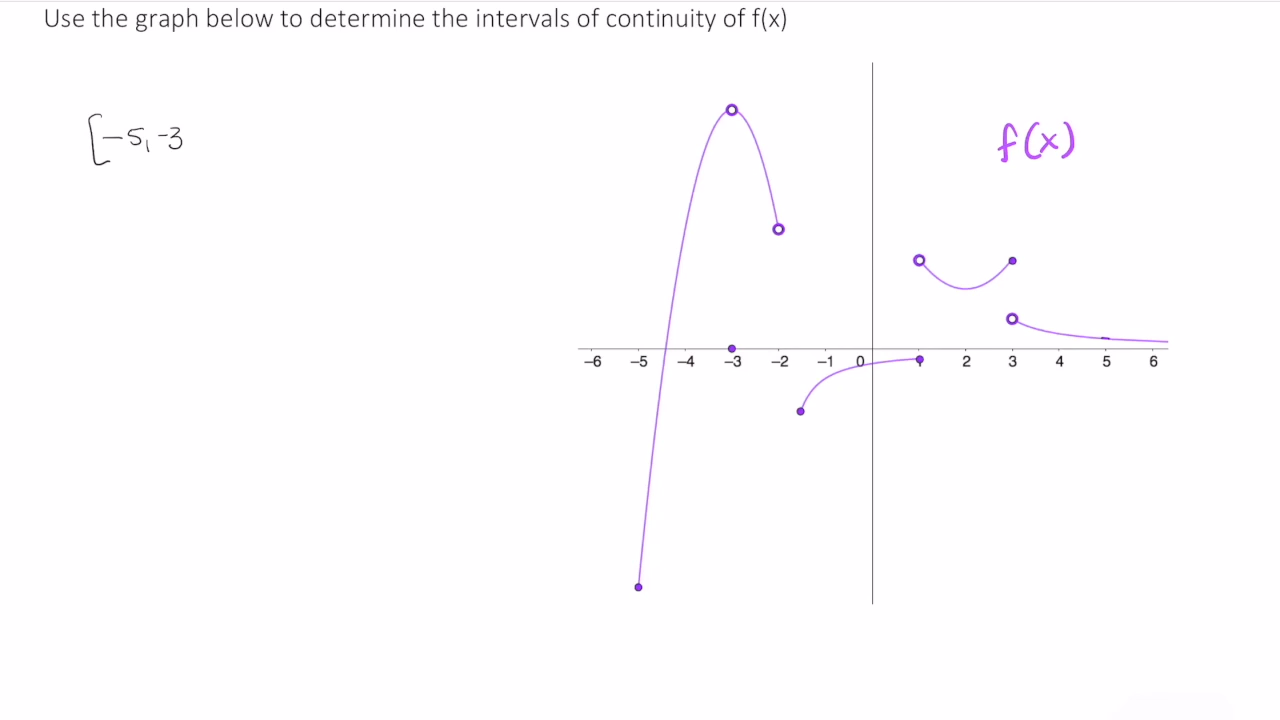 Use the graph below to determine the intervals of continuity of f(x)
[-5, -3
f(x)
-6 -5 -4 -3 -2 -1 0 1 2 3 4 5 6